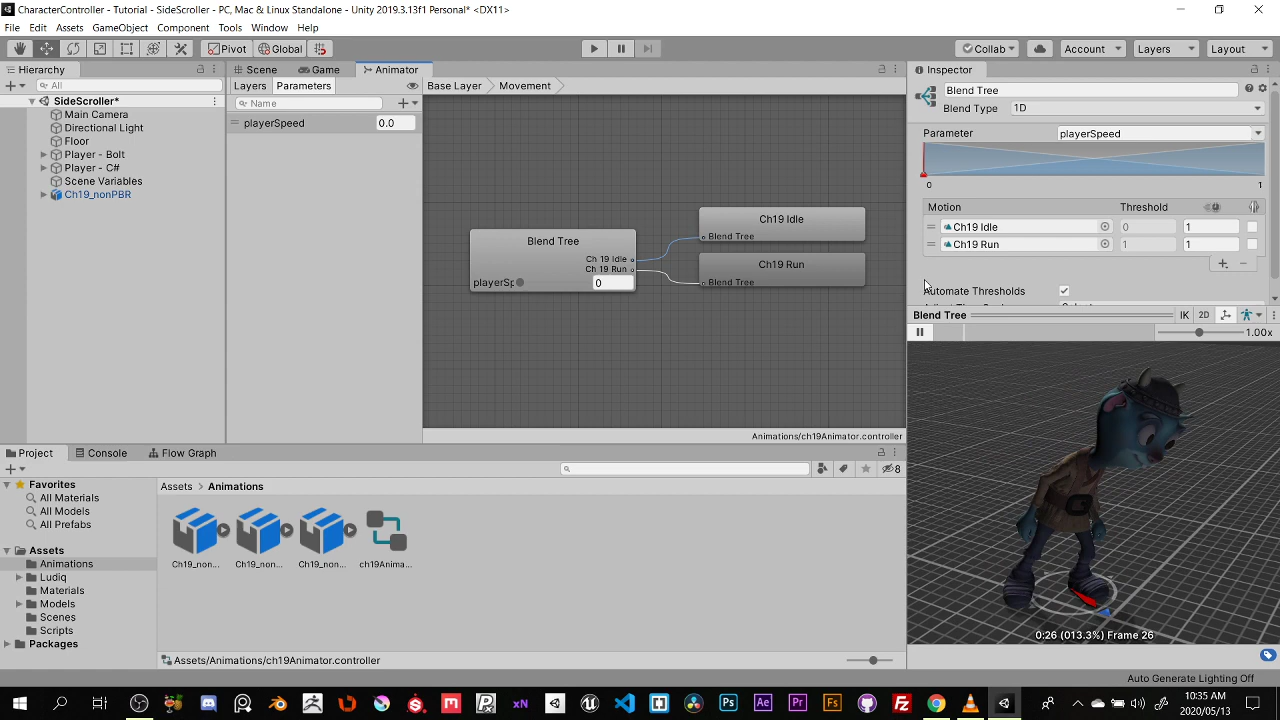 CharacterController - Tutorial - SideScroller - PC, Mac & Linux Standalone - Unity 2019.3.13f1 Personal* <DX11>
File Edit Assets GameObject Component Tools Window Help
Pivot Global Collab Account Layers Layout
Hierarchy
All
SideScroller*
Main Camera
Directional Light
Floor
Player - Bolt
Player - C#
Scene Variables
Ch19_nonPBR
Scene Game Animator
Layers Parameters
Name
playerSpeed 0.0
Base Layer Movement
Blend Tree
Ch 19 Idle
Ch 19 Run
playerSp 0
Ch19 Idle
Blend Tree
Ch19 Run
Blend Tree
Animations/ch19Animator.controller
Inspector
Blend Tree
Blend Type 1D
Parameter playerSpeed
0 1
Motion Threshold
Ch19 Idle 0 1
Ch19 Run 1 1
Automate Thresholds
Blend Tree IK 2D
1.00x
0:26 (013.3%) Frame 26
Project Console Flow Graph
8
Favorites
All Materials
All Models
All Prefabs
Assets
Animations
Ludiq
Materials
Models
Scenes
Scripts
Packages
Assets > Animations
Ch19_non... Ch19_non... Ch19_non... ch19Anima...
Assets/Animations/ch19Animator.controller
Auto Generate Lighting Off
10:35 AM
2020/05/13